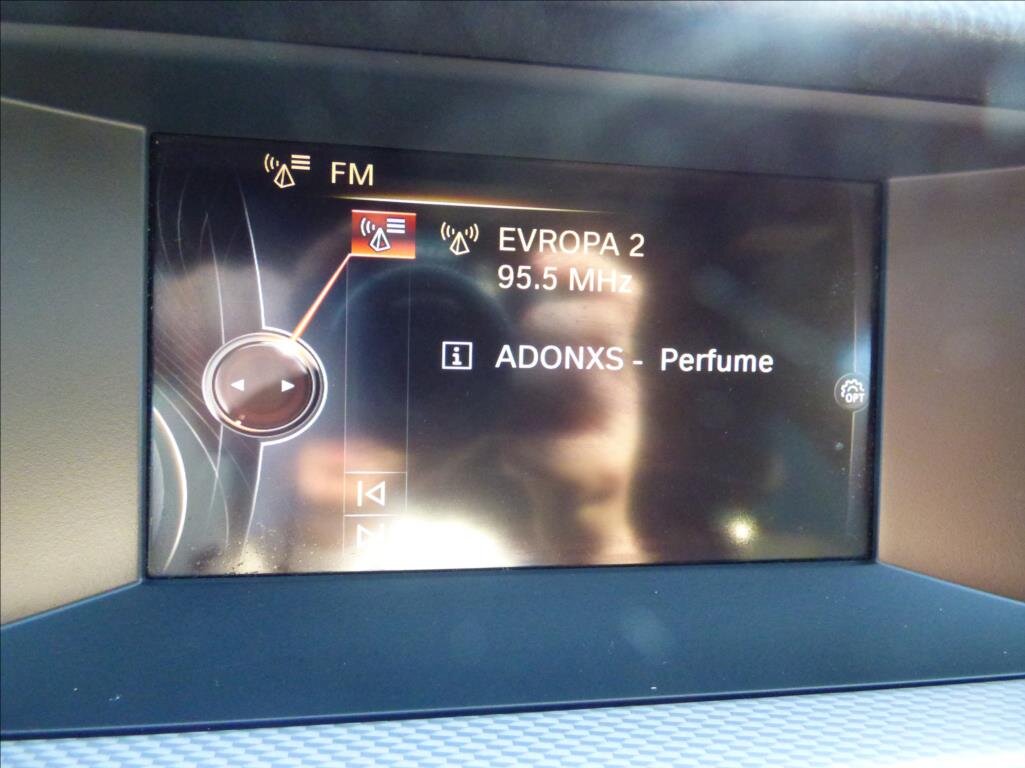 FM
EVROPA 2
95.5 MHz
ADONXS - Perfume
OPT